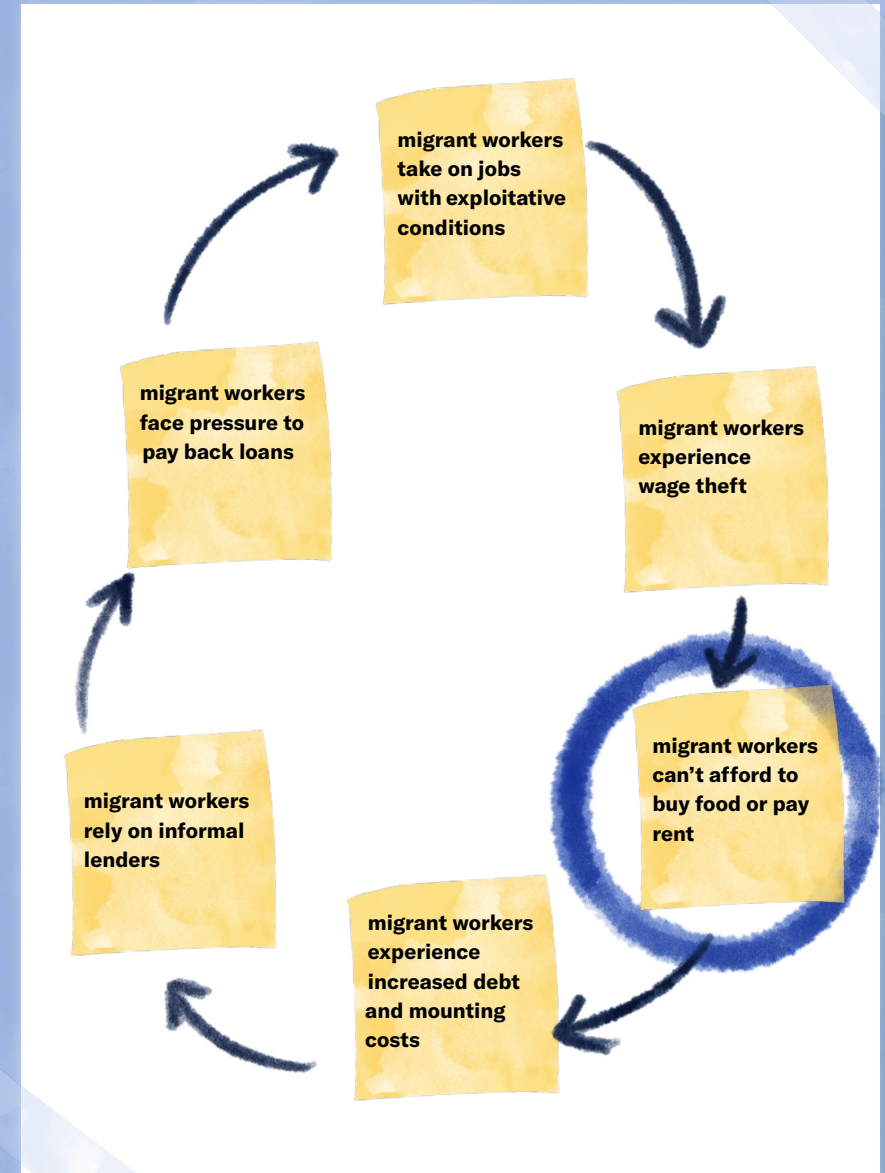 migrant workers
take on jobs
with exploitative
conditions
migrant workers
experience
wage theft
migrant workers
can’t afford to
buy food or pay
rent
migrant workers
experience
increased debt
and mounting
costs
migrant workers
rely on informal
lenders
migrant workers
face pressure to
pay back loans